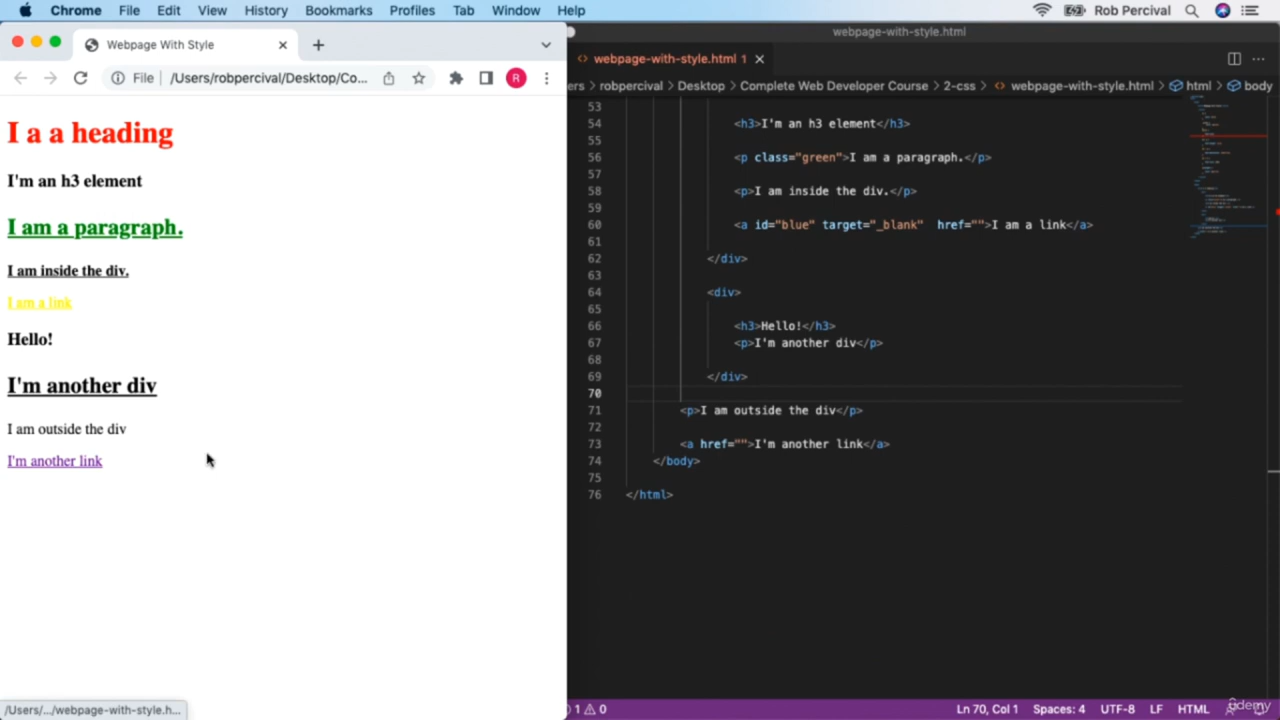 Chrome File Edit View History Bookmarks Profiles Tab Window Help Rob Percival
Webpage With Style
File /Users/robpercival/Desktop/Co... R
I a a heading
I'm an h3 element
I am a paragraph.
I am inside the div.
I am a link
Hello!
I'm another div
I am outside the div
I'm another link
/Users/.../webpage-with-style.h...
webpage-with-style.html
webpage-with-style.html 1
ers > robpercival > Desktop > Complete Web Developer Course > 2-css > webpage-with-style.html > html > body
53
54 <h3>I'm an h3 element</h3>
55
56 <p class="green">I am a paragraph.</p>
57
58 <p>I am inside the div.</p>
59
60 <a id="blue" target="_blank"  href="">I am a link</a>
61
62 </div>
63
64 <div>
65
66 <h3>Hello!</h3>
67 <p>I'm another div</p>
68
69 </div>
70
71 <p>I am outside the div</p>
72
73 <a href="">I'm another link</a>
74 </body>
75
76 </html>
1 0 Ln 70, Col 1 Spaces: 4 UTF-8 LF HTML
ûdemy